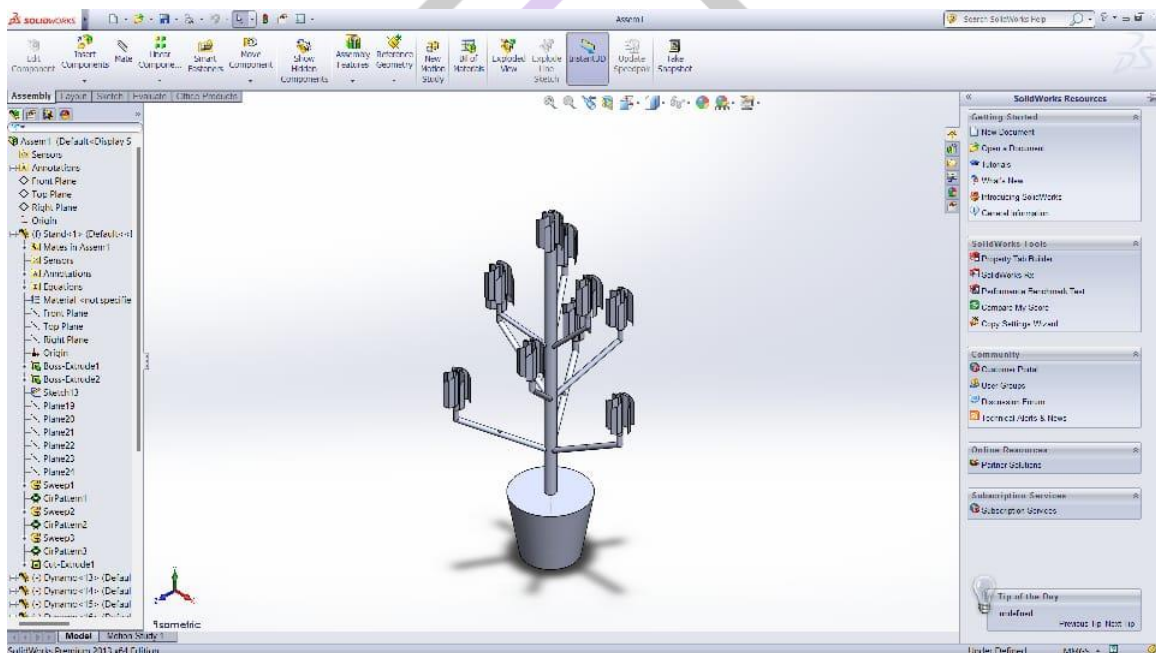 SOLIDWORKS
Assem1
Search SolidWorks Help
Edit Component
Insert Components
Mate
Linear Compone...
Smart Fasteners
Move Component
Show Hidden Components
Assembly Features
Reference Geometry
New Motion Study
Bill of Materials
Exploded View
Explode Line Sketch
Instant3D
Update Speedpak
Take Snapshot
Assembly
Layout
Sketch
Evaluate
Office Products
Assem1 (Default<Display S
Sensors
Annotations
Front Plane
Top Plane
Right Plane
Origin
(f) Stand<1> (Default<<
Mates in Assem1
Sensors
Annotations
Equations
Material <not specifie
Front Plane
Top Plane
Right Plane
Origin
Boss-Extrude1
Boss-Extrude2
Sketch13
Plane19
Plane20
Plane21
Plane22
Plane23
Plane24
Sweep1
CirPattern1
Sweep2
CirPattern2
Sweep3
CirPattern3
Cut-Extrude1
(-) Dynamo<13> (Defaul
(-) Dynamo<14> (Defaul
(-) Dynamo<15> (Defaul
*Isometric
Model
Motion Study 1
SolidWorks Premium 2013 x64 Edition
SolidWorks Resources
Getting Started
New Document
Open a Document
Tutorials
What's New
Introducing SolidWorks
General Information
SolidWorks Tools
Property Tab Builder
SolidWorks Rx
Performance Benchmark Test
Compare My Score
Copy Settings Wizard
Community
Customer Portal
User Groups
Discussion Forum
Technical Alerts & News
Online Resources
Partner Solutions
Subscription Services
Subscription Services
Tip of the Day
undefined
Previous Tip Next Tip
Under Defined
MMGS